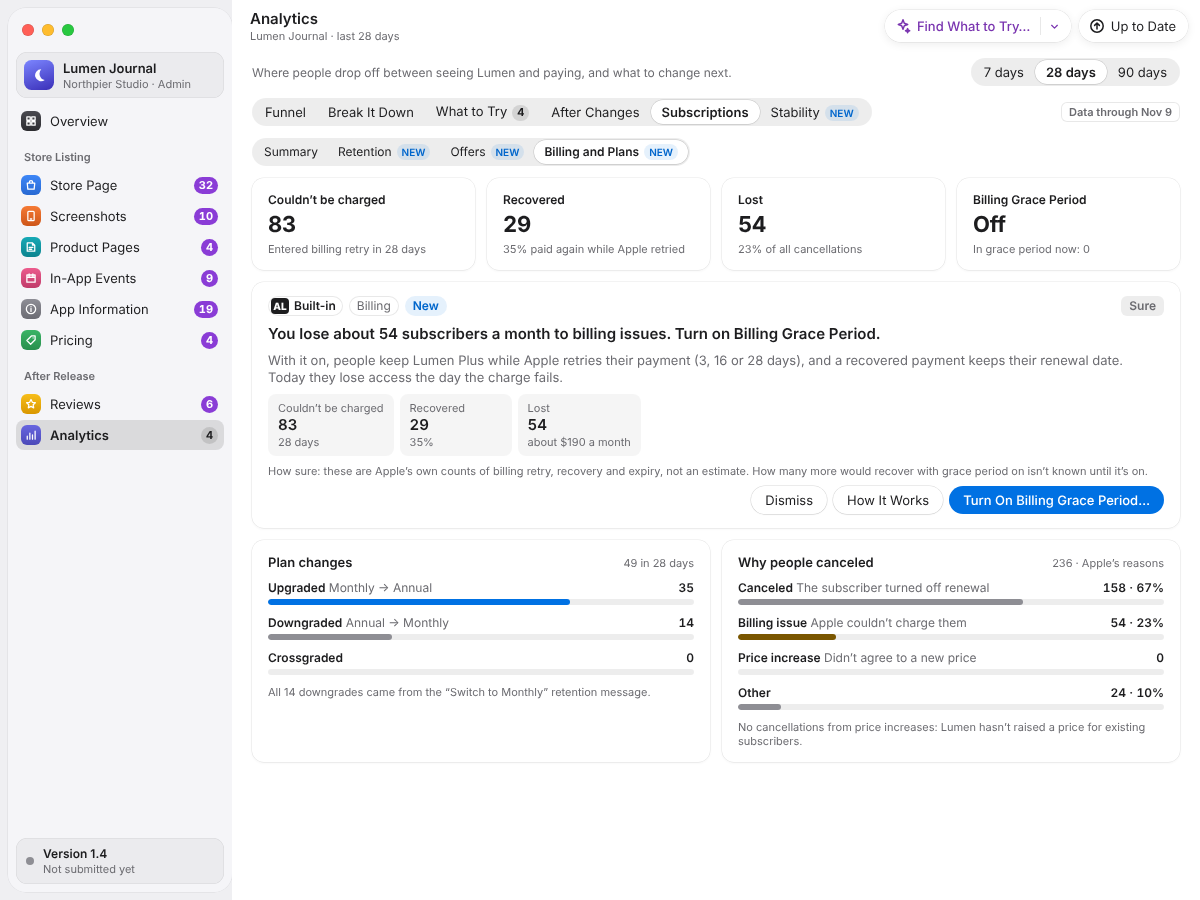 Lumen Journal
Northpier Studio · Admin
Overview
Store Listing
Store Page 32
Screenshots 10
Product Pages 4
In-App Events 9
App Information 19
Pricing 4
After Release
Reviews 6
Analytics 4
Version 1.4
Not submitted yet
Analytics
Lumen Journal · last 28 days
Find What to Try...
Up to Date
Where people drop off between seeing Lumen and paying, and what to change next.
7 days 28 days 90 days
Funnel Break It Down What to Try 4 After Changes Subscriptions Stability NEW
Data through Nov 9
Summary Retention NEW Offers NEW Billing and Plans NEW
Couldn’t be charged
83
Entered billing retry in 28 days
Recovered
29
35% paid again while Apple retried
Lost
54
23% of all cancellations
Billing Grace Period
Off
In grace period now: 0
AL Built-in Billing New
Sure
You lose about 54 subscribers a month to billing issues. Turn on Billing Grace Period.
With it on, people keep Lumen Plus while Apple retries their payment (3, 16 or 28 days), and a recovered payment keeps their renewal date.
Today they lose access the day the charge fails.
Couldn’t be charged
83
28 days
Recovered
29
35%
Lost
54
about $190 a month
How sure: these are Apple’s own counts of billing retry, recovery and expiry, not an estimate. How many more would recover with grace period on isn’t known until it’s on.
Dismiss How It Works Turn On Billing Grace Period...
Plan changes 49 in 28 days
Upgraded Monthly → Annual 35
Downgraded Annual → Monthly 14
Crossgraded 0
All 14 downgrades came from the “Switch to Monthly” retention message.
Why people canceled 236 · Apple’s reasons
Canceled The subscriber turned off renewal 158 · 67%
Billing issue Apple couldn’t charge them 54 · 23%
Price increase Didn’t agree to a new price 0
Other 24 · 10%
No cancellations from price increases: Lumen hasn’t raised a price for existing
subscribers.